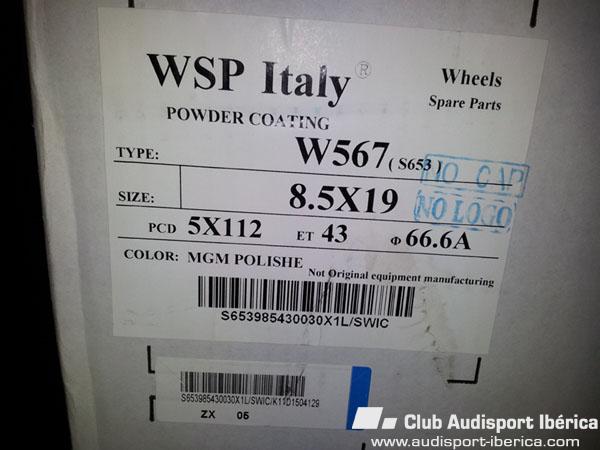 WSP Italy ®
Wheels
Spare Parts
POWDER COATING
TYPE: W567 ( S653 )
NO CAP
SIZE: 8.5X19
NO LOGO
PCD 5X112 ET 43 Φ 66.6A
COLOR: MGM POLISHE
Not Original equipment manufacturing
S653985430030X1L/SWIC
S653985430030X1L/SWIC/K11D1504129
ZX 05
Club Audisport Ibérica
www.audisport-iberica.com